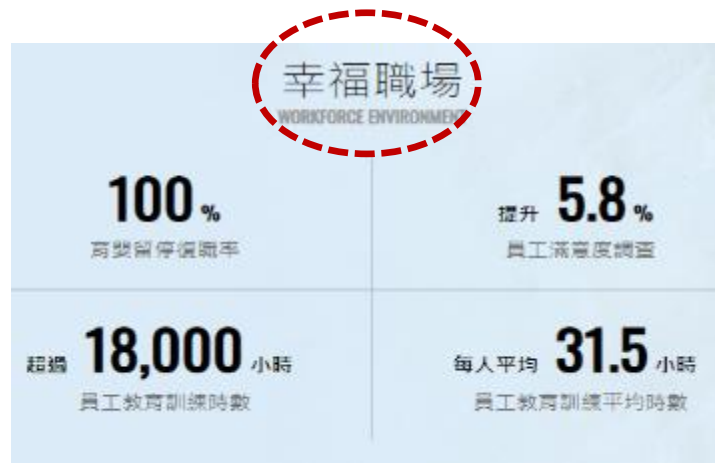 幸福職場
WORKFORCE ENVIRONMENT
100 %
育嬰留停復職率
提升 5.8 %
員工滿意度調查
超過 18,000 小時
員工教育訓練時數
每人平均 31.5 小時
員工教育訓練平均時數